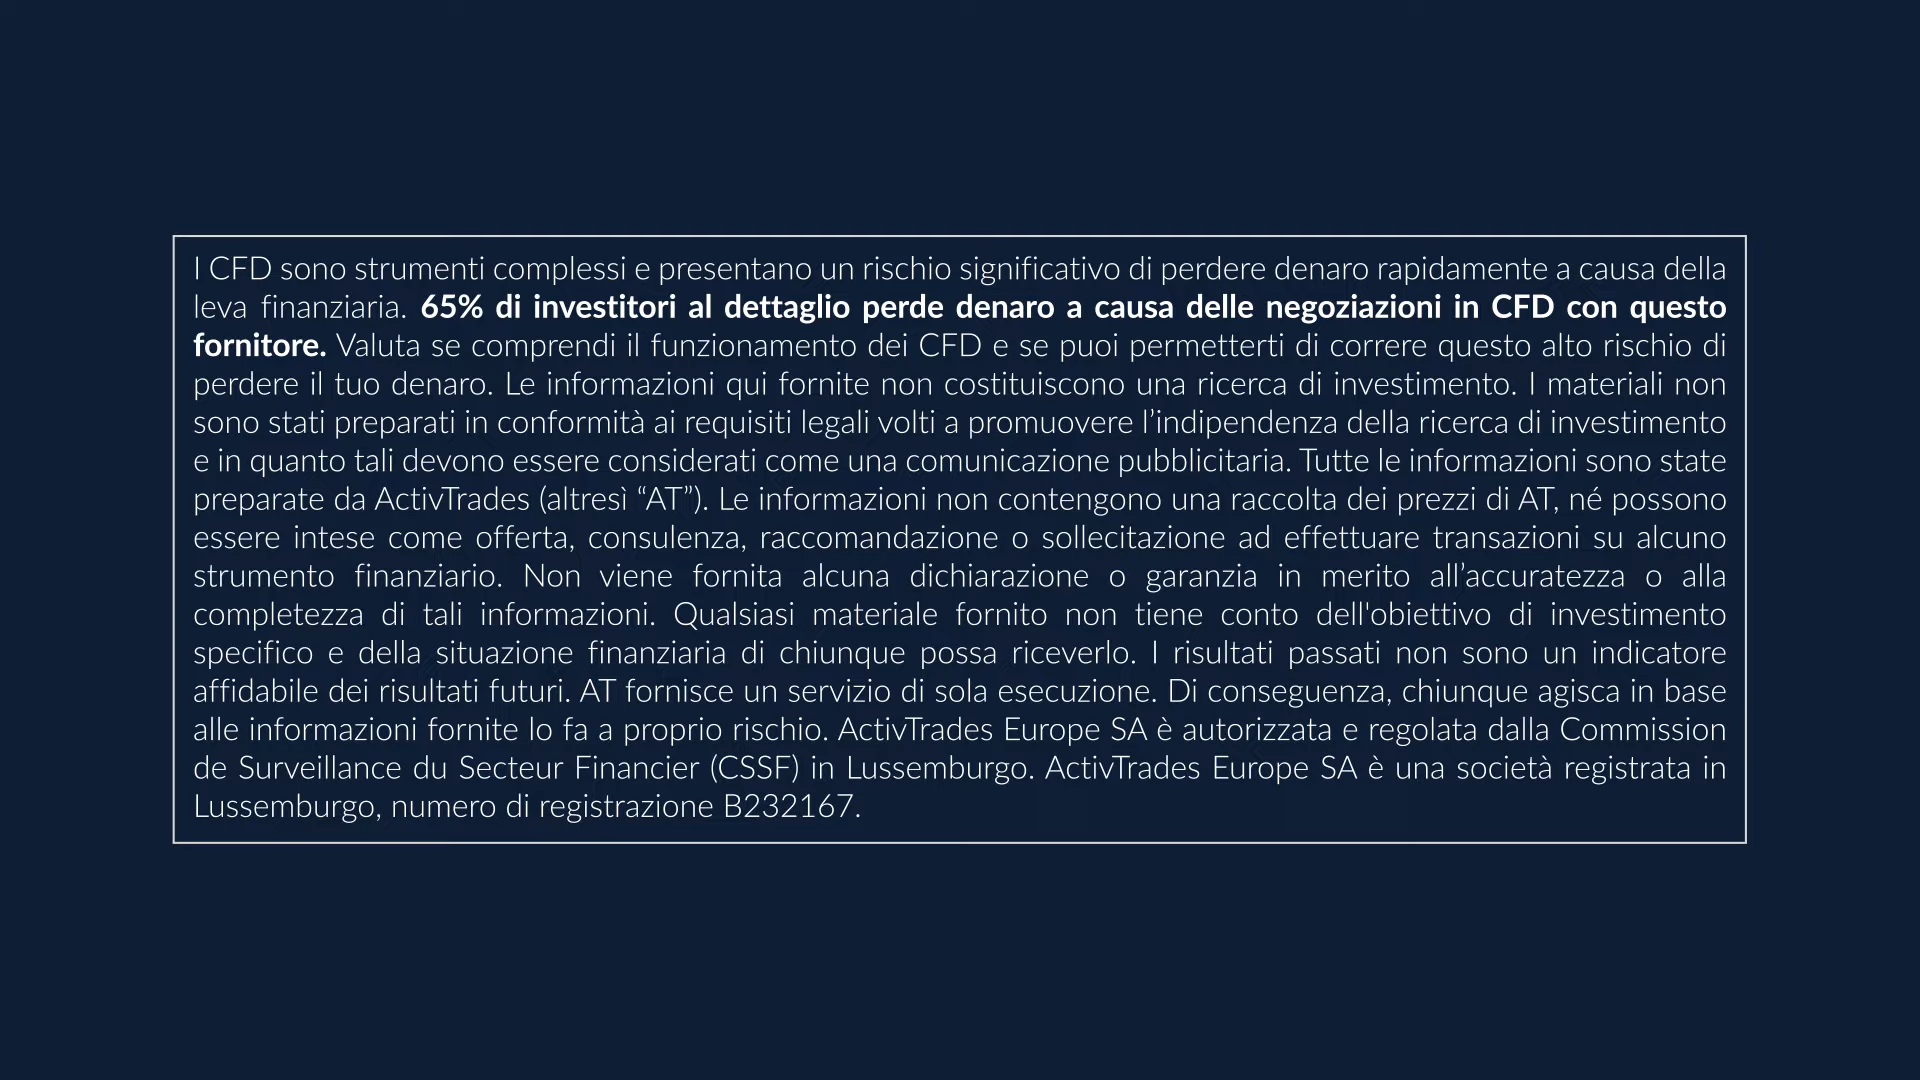 I CFD sono strumenti complessi e presentano un rischio significativo di perdere denaro rapidamente a causa della
leva finanziaria. 65% di investitori al dettaglio perde denaro a causa delle negoziazioni in CFD con questo
fornitore. Valuta se comprendi il funzionamento dei CFD e se puoi permetterti di correre questo alto rischio di
perdere il tuo denaro. Le informazioni qui fornite non costituiscono una ricerca di investimento. I materiali non
sono stati preparati in conformità ai requisiti legali volti a promuovere l’indipendenza della ricerca di investimento
e in quanto tali devono essere considerati come una comunicazione pubblicitaria. Tutte le informazioni sono state
preparate da ActivTrades (altresì “AT”). Le informazioni non contengono una raccolta dei prezzi di AT, né possono
essere intese come offerta, consulenza, raccomandazione o sollecitazione ad effettuare transazioni su alcuno
strumento finanziario. Non viene fornita alcuna dichiarazione o garanzia in merito all’accuratezza o alla
completezza di tali informazioni. Qualsiasi materiale fornito non tiene conto dell'obiettivo di investimento
specifico e della situazione finanziaria di chiunque possa riceverlo. I risultati passati non sono un indicatore
affidabile dei risultati futuri. AT fornisce un servizio di sola esecuzione. Di conseguenza, chiunque agisca in base
alle informazioni fornite lo fa a proprio rischio. ActivTrades Europe SA è autorizzata e regolata dalla Commission
de Surveillance du Secteur Financier (CSSF) in Lussemburgo. ActivTrades Europe SA è una società registrata in
Lussemburgo, numero di registrazione B232167.